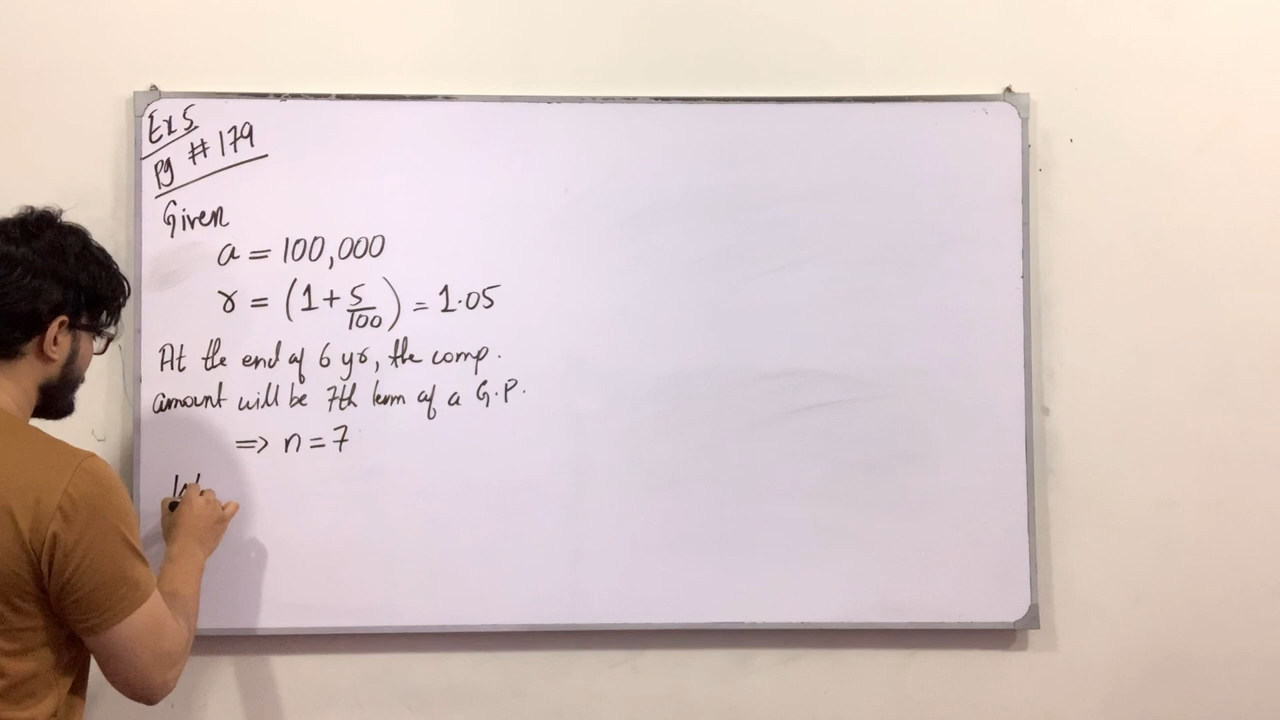 Ex 5
Pg # 179
Given
a = 100,000
r = (1 + 5/100) = 1.05
At the end of 6 yr, the comp.
amount will be 7th term of a G.P.
=> n = 7